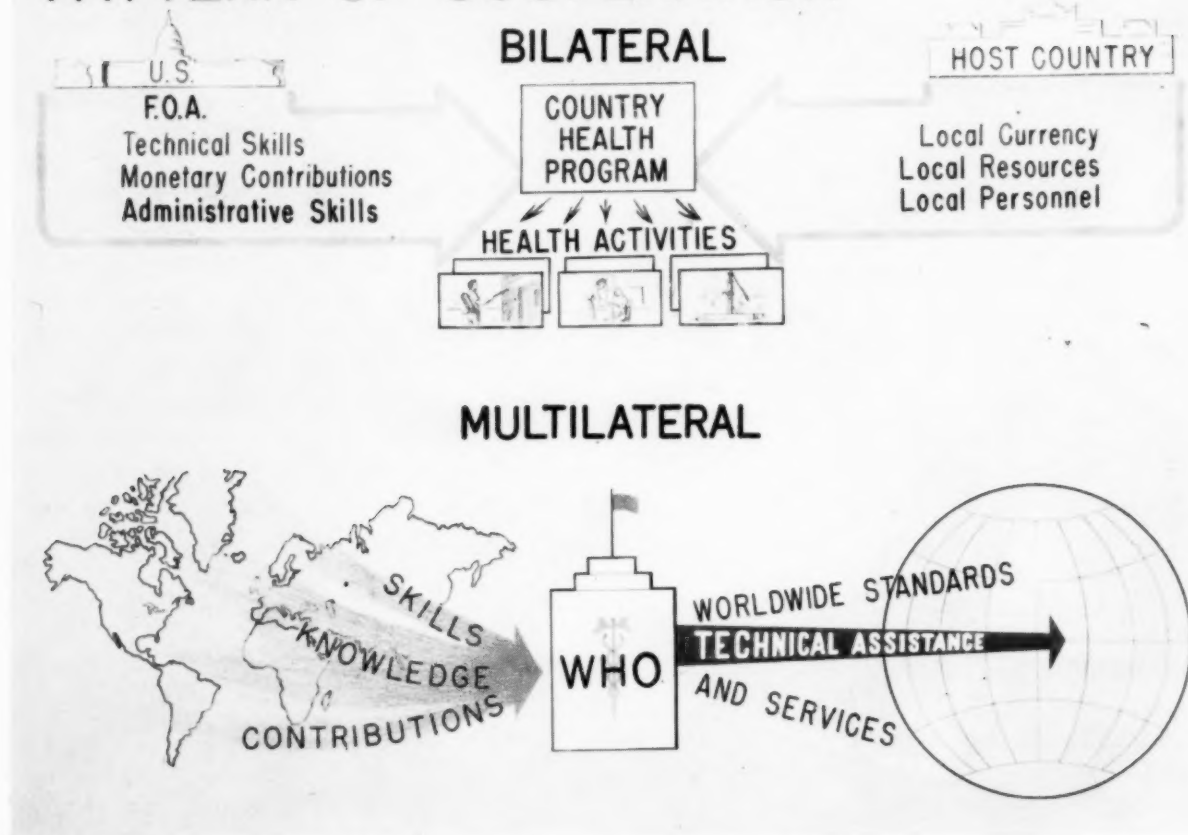 BILATERAL
U.S.
F.O.A.
Technical Skills
Monetary Contributions
Administrative Skills
COUNTRY
HEALTH
PROGRAM
HEALTH ACTIVITIES
HOST COUNTRY
Local Currency
Local Resources
Local Personnel
MULTILATERAL
SKILLS
KNOWLEDGE
CONTRIBUTIONS
WHO
WORLDWIDE STANDARDS
TECHNICAL ASSISTANCE
AND SERVICES